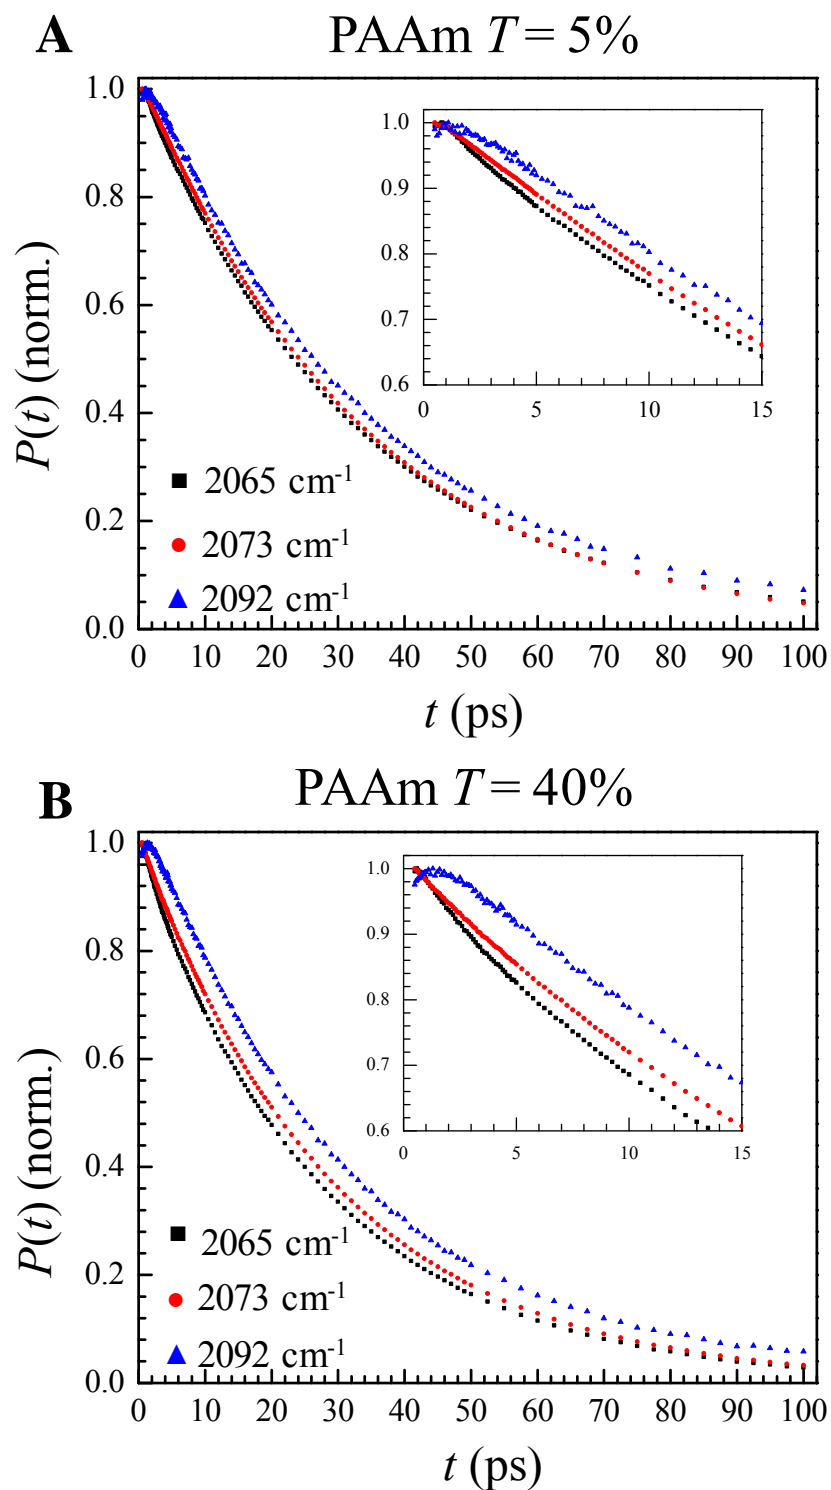 A PAAm T = 5%
1.0
0.8
0.6
0.4
0.2
0.0
P(t) (norm.)
1.0
0.9
0.8
0.7
0.6
0 5 10 15
2065 cm⁻¹
2073 cm⁻¹
2092 cm⁻¹
0 10 20 30 40 50 60 70 80 90 100
t (ps)
B PAAm T = 40%
1.0
0.8
0.6
0.4
0.2
0.0
P(t) (norm.)
1.0
0.9
0.8
0.7
0.6
0 5 10 15
2065 cm⁻¹
2073 cm⁻¹
2092 cm⁻¹
0 10 20 30 40 50 60 70 80 90 100
t (ps)